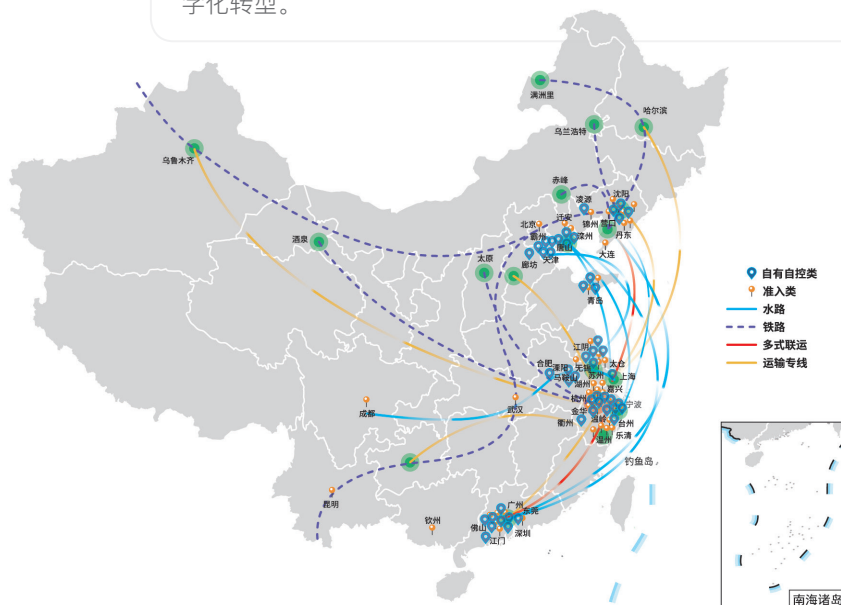 字化转型。
满洲里
哈尔滨
乌兰浩特
乌鲁木齐
赤峰
沈阳
凌源
锦州
营口
丹东
迁安
北京
霸州
滦州
唐山
大连
酒泉
太原
廊坊
天津
青岛
自有自控类
准入类
水路
铁路
多式联运
运输专线
江阴
合肥
溧阳
无锡
太仓
马鞍山
苏州
上海
湖州
嘉兴
杭州
宁波
成都
武汉
金华
温岭
衢州
台州
温州
乐清
钓鱼岛
昆明
钦州
广州
东莞
佛山
深圳
江门
南海诸岛